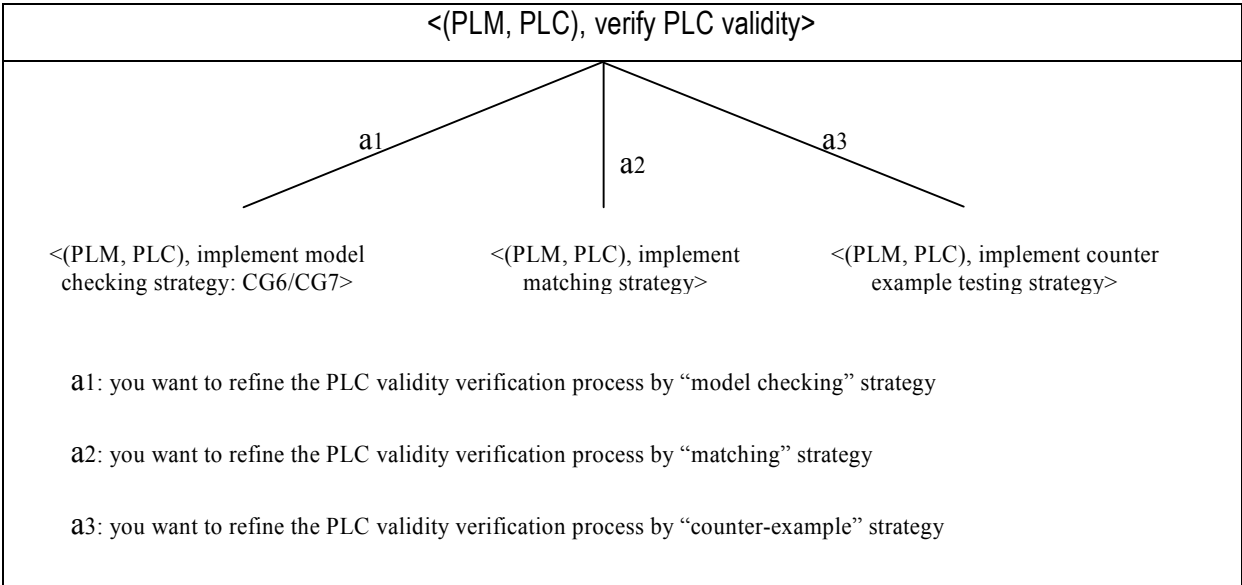 <(PLM, PLC), verify PLC validity>
a1
a2
a3
<(PLM, PLC), implement model
checking strategy: CG6/CG7>
<(PLM, PLC), implement
matching strategy>
<(PLM, PLC), implement counter
example testing strategy>
a1: you want to refine the PLC validity verification process by “model checking” strategy
a2: you want to refine the PLC validity verification process by “matching” strategy
a3: you want to refine the PLC validity verification process by “counter-example” strategy